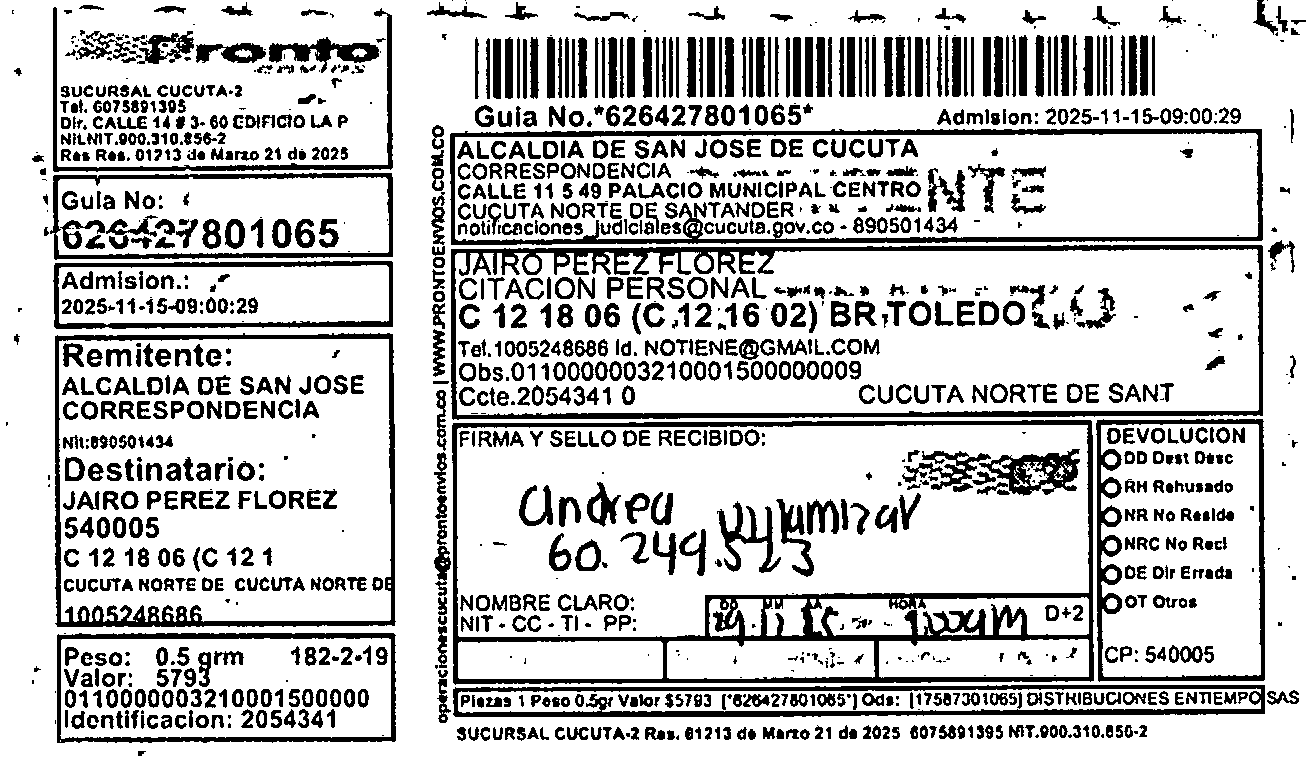 Pronto
envios
SUCURSAL CUCUTA-2
Tel. 6075891395
Dir. CALLE 14 # 3- 60 EDIFICIO LA P
NILNIT.900.310.856-2
Res Res. 01213 de Marzo 21 de 2025
Guia No:
626427801065
Admision.:
2025-11-15-09:00:29
Remitente:
ALCALDIA DE SAN JOSE
CORRESPONDENCIA
Nit:890501434
Destinatario:
JAIRO PEREZ FLOREZ
540005
C 12 18 06 (C 12 1
CUCUTA NORTE DE CUCUTA NORTE DE
1005248686
Peso: 0.5 grm 182-2-19
Valor: 5793
0110000003210001500000
Identificacion: 2054341
operacionescucuta@prontoenvios.com.co | WWW.PRONTOENVIOS.COM.CO
Guia No.*626427801065* Admision: 2025-11-15-09:00:29
ALCALDIA DE SAN JOSE DE CUCUTA
CORRESPONDENCIA
CALLE 11 5 49 PALACIO MUNICIPAL CENTRO
CUCUTA NORTE DE SANTANDER
notificaciones_judiciales@cucuta.gov.co - 890501434
NTE
JAIRO PEREZ FLOREZ
CITACION PERSONAL
C 12 18 06 (C 12 16 02) BR TOLEDO
Tel.1005248686 Id. NOTIENE@GMAIL.COM
Obs.0110000003210001500000009
Ccte.2054341 0 CUCUTA NORTE DE SANT
FIRMA Y SELLO DE RECIBIDO:
Andrea Villamizar
60.249.523
NOMBRE CLARO:
NIT - CC - TI - PP:
DD MM AA HORA
D+2
DEVOLUCION
DD Dest Desc
RH Rehusado
NR No Reside
NRC No Recl
DE Dir Errada
OT Otros
CP: 540005
Piezas 1 Peso 0.5gr Valor $5793 [*626427801065*] Ods: [17587301065] DISTRIBUCIONES ENTIEMPO SAS
SUCURSAL CUCUTA-2 Res. 01213 de Marzo 21 de 2025 6075891395 NIT.900.310.856-2